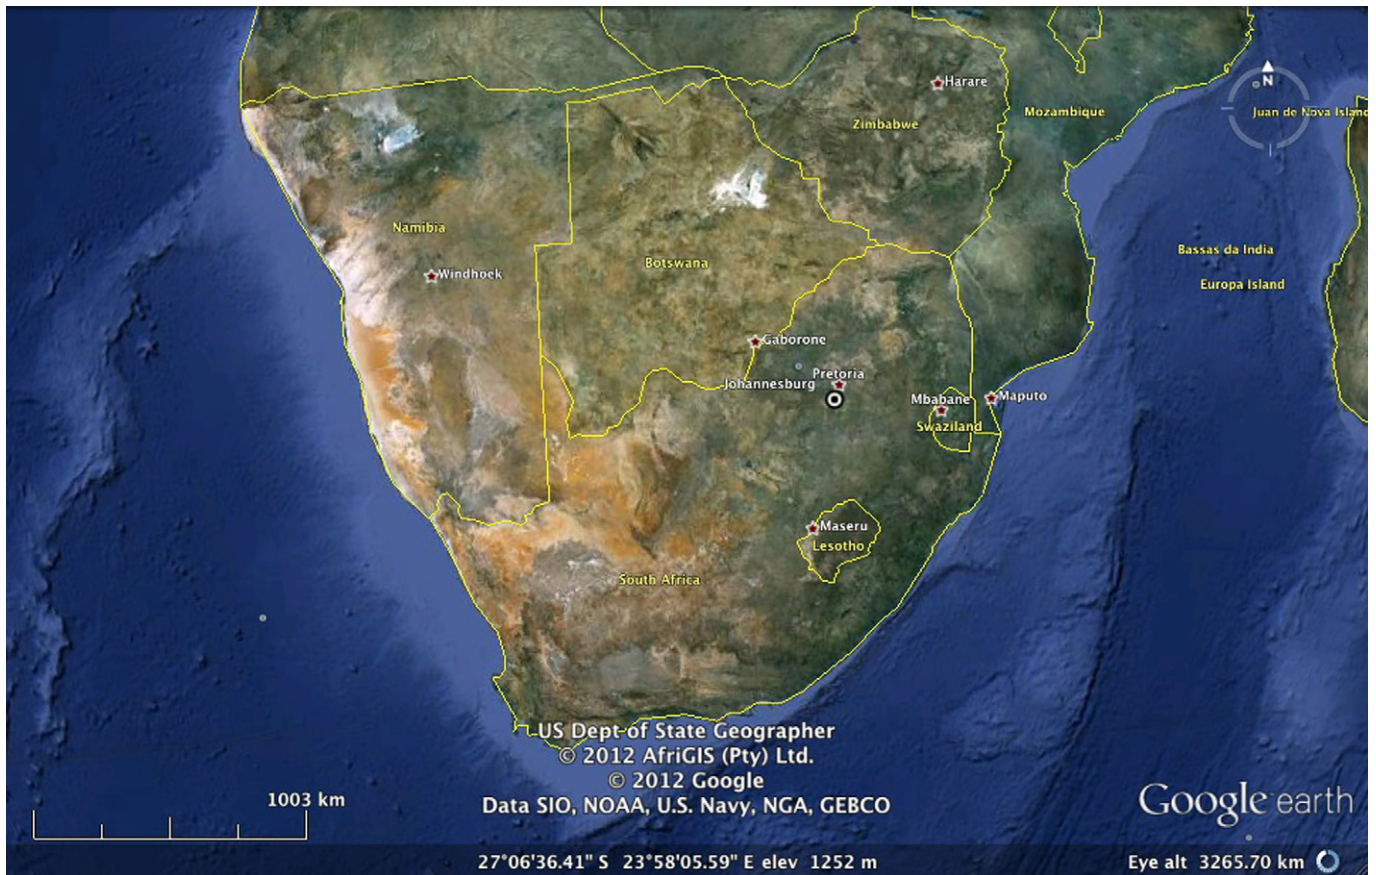 Harare
Zimbabwe
Mozambique
N
Juan de Nova Island
Namibia
Windhoek
Botswana
Bassas da India
Europa Island
Gaborone
Pretoria
Johannesburg
Mbabane
Maputo
Swaziland
Maseru
Lesotho
South Africa
US Dept of State Geographer
© 2012 AfriGIS (Pty) Ltd.
© 2012 Google
Data SIO, NOAA, U.S. Navy, NGA, GEBCO
1003 km
Google earth
27°06'36.41" S 23°58'05.59" E elev 1252 m
Eye alt 3265.70 km